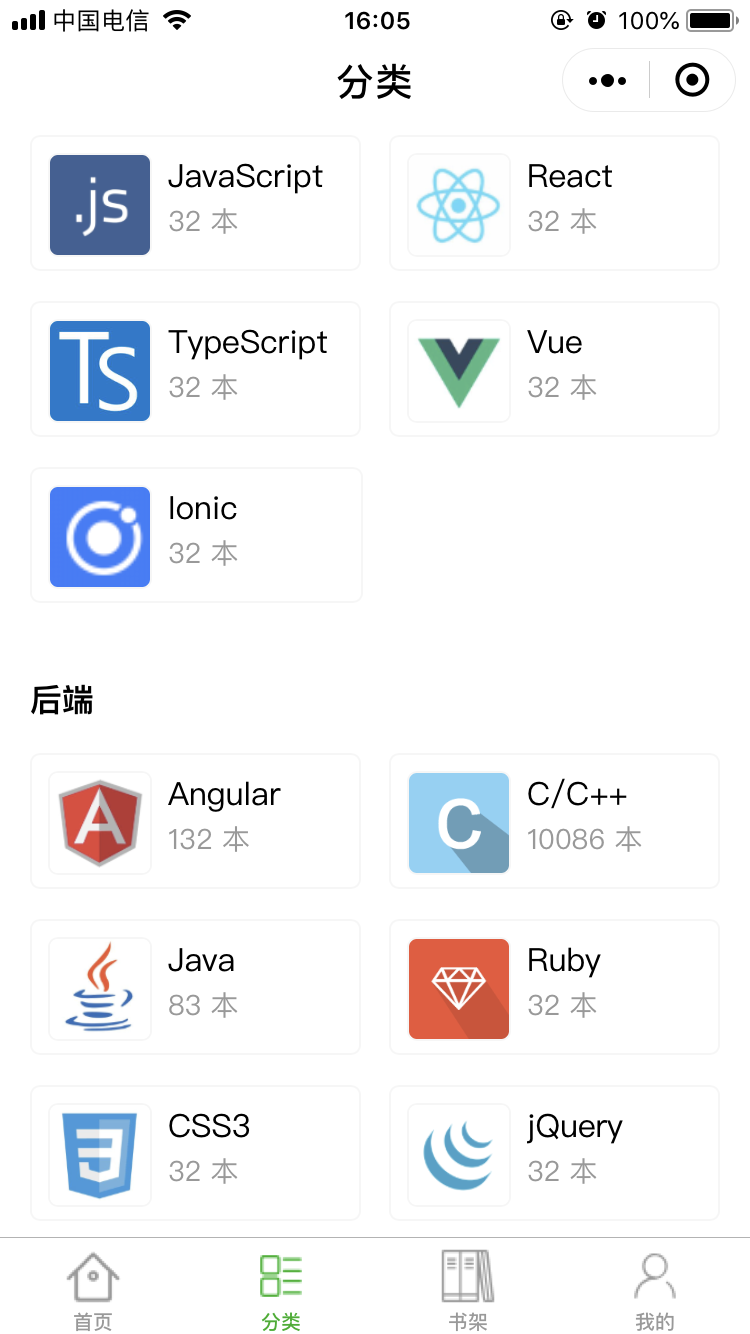 中国电信 16:05 100%
分类
.js JavaScript
32 本
React
32 本
TS TypeScript
32 本
Vue
32 本
Ionic
32 本
后端
A Angular
132 本
C C/C++
10086 本
Java
83 本
Ruby
32 本
3 CSS3
32 本
jQuery
32 本
首页 分类 书架 我的